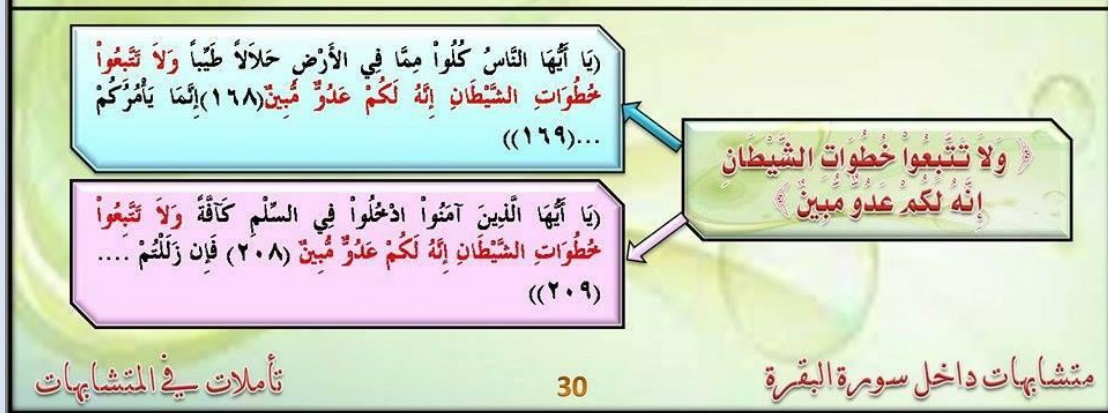 ﴿ وَلاَ تَتَّبِعُواْ خُطُوَاتِ الشَّيْطَانِ
إِنَّهُ لَكُمْ عَدُوٌّ مُّبِينٌ ﴾
(يَا أَيُّهَا النَّاسُ كُلُواْ مِمَّا فِي الأَرْضِ حَلاَلاً طَيِّباً وَلاَ تَتَّبِعُواْ
خُطُوَاتِ الشَّيْطَانِ إِنَّهُ لَكُمْ عَدُوٌّ مُّبِينٌ(١٦٨)إِنَّمَا يَأْمُرُكُمْ
...(١٦٩))
(يَا أَيُّهَا الَّذِينَ آمَنُواْ ادْخُلُواْ فِي السِّلْمِ كَآفَّةً وَلاَ تَتَّبِعُواْ
خُطُوَاتِ الشَّيْطَانِ إِنَّهُ لَكُمْ عَدُوٌّ مُّبِينٌ (٢٠٨) فَإِن زَلَلْتُمْ ....
(٢٠٩))
متشابهات داخل سورة البقرة
30
تأملات في المتشابهات